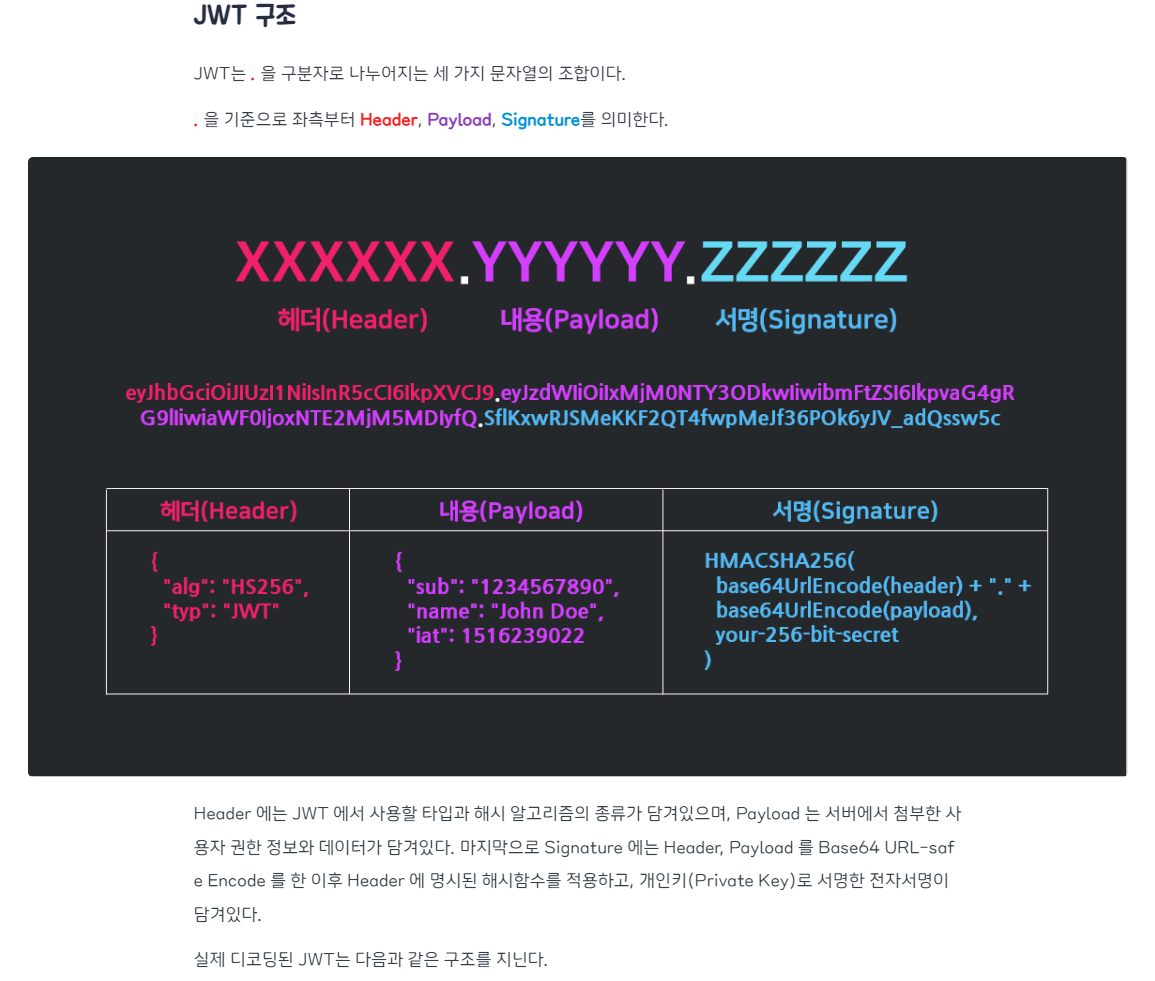 JWT 구조
JWT는 . 을 구분자로 나누어지는 세 가지 문자열의 조합이다.
. 을 기준으로 좌측부터 Header, Payload, Signature를 의미한다.
XXXXXX.YYYYYY.ZZZZZZ
헤더(Header) 내용(Payload) 서명(Signature)
eyJhbGciOiJIUzI1NiIsInR5cCI6IkpXVCJ9.eyJzdWIiOiIxMjM0NTY3ODkwIiwibmFtZSI6IkpvaG4gR
G9lIiwiaWF0IjoxNTE2MjM5MDIyfQ.SflKxwRJSMeKKF2QT4fwpMeJf36POk6yJV_adQssw5c
헤더(Header) 내용(Payload) 서명(Signature)
{
"alg": "HS256",
"typ": "JWT"
}
{
"sub": "1234567890",
"name": "John Doe",
"iat": 1516239022
}
HMACSHA256(
base64UrlEncode(header) + "." +
base64UrlEncode(payload),
your-256-bit-secret
)
Header 에는 JWT 에서 사용할 타입과 해시 알고리즘의 종류가 담겨있으며, Payload 는 서버에서 첨부한 사
용자 권한 정보와 데이터가 담겨있다. 마지막으로 Signature 에는 Header, Payload 를 Base64 URL-saf
e Encode 를 한 이후 Header 에 명시된 해시함수를 적용하고, 개인키(Private Key)로 서명한 전자서명이
담겨있다.
실제 디코딩된 JWT는 다음과 같은 구조를 지닌다.